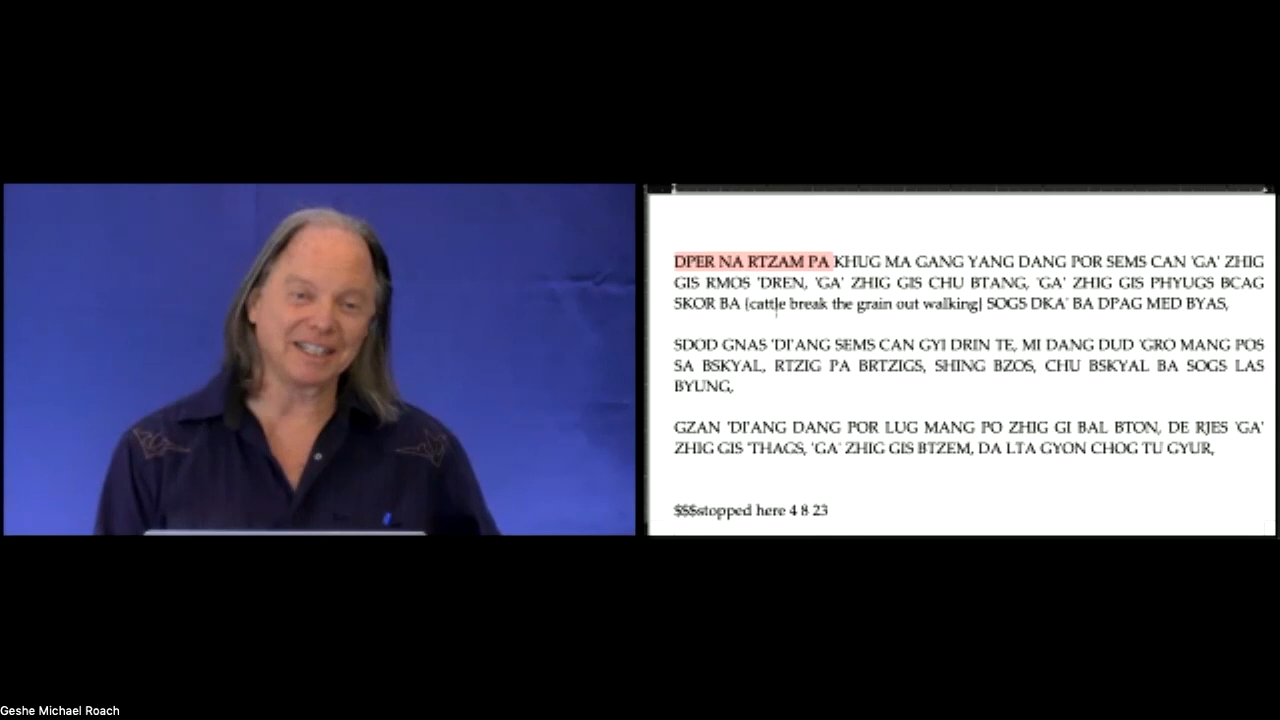 DPER NA RTZAM PA KHUG MA GANG YANG DANG POR SEMS CAN 'GA' ZHIG
GIS RMOS 'DREN, 'GA' ZHIG GIS CHU BTANG, 'GA' ZHIG GIS PHYUGS BCAG
SKOR BA [cattle break the grain out walking] SOGS DKA' BA DPAG MED BYAS,
SDOD GNAS 'DI'ANG SEMS CAN GYI DRIN TE, MI DANG DUD 'GRO MANG POS
SA BSKYAL, RTZIG PA BRTZIGS, SHING BZOS, CHU BSKYAL BA SOGS LAS
BYUNG,
GZAN 'DI'ANG DANG POR LUG MANG PO ZHIG GI BAL BTON, DE RJES 'GA'
ZHIG GIS 'THAGS, 'GA' ZHIG GIS BTZEM, DA LTA GYON CHOG TU GYUR,
$$$stopped here 4 8 23
Geshe Michael Roach